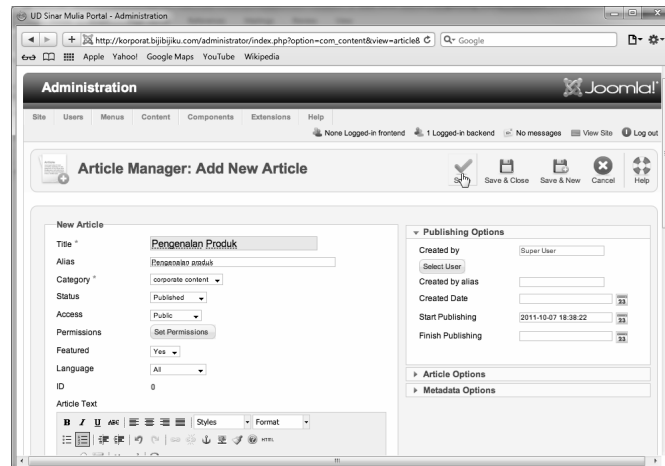 UD Sinar Mulia Portal - Administration
http://korporat.bijibijiku.com/administrator/index.php?option=com_content&view=article&
Google
Apple Yahoo! Google Maps YouTube Wikipedia
Administration
Joomla!
Site Users Menus Content Components Extensions Help
None Logged-in frontend 1 Logged-in backend No messages View Site Log out
Article Manager: Add New Article
Save & Close Save & New Cancel Help
New Article
Title * Pengenalan Produk
Alias Pengenalan produk
Category * corporate content
Status Published
Access Public
Permissions Set Permissions
Featured Yes
Language All
ID 0
Article Text
B I U ABC Styles Format
HTML
Publishing Options
Created by Super User
Select User
Created by alias
Created Date 23
Start Publishing 2011-10-07 18:38:22 23
Finish Publishing 23
Article Options
Metadata Options